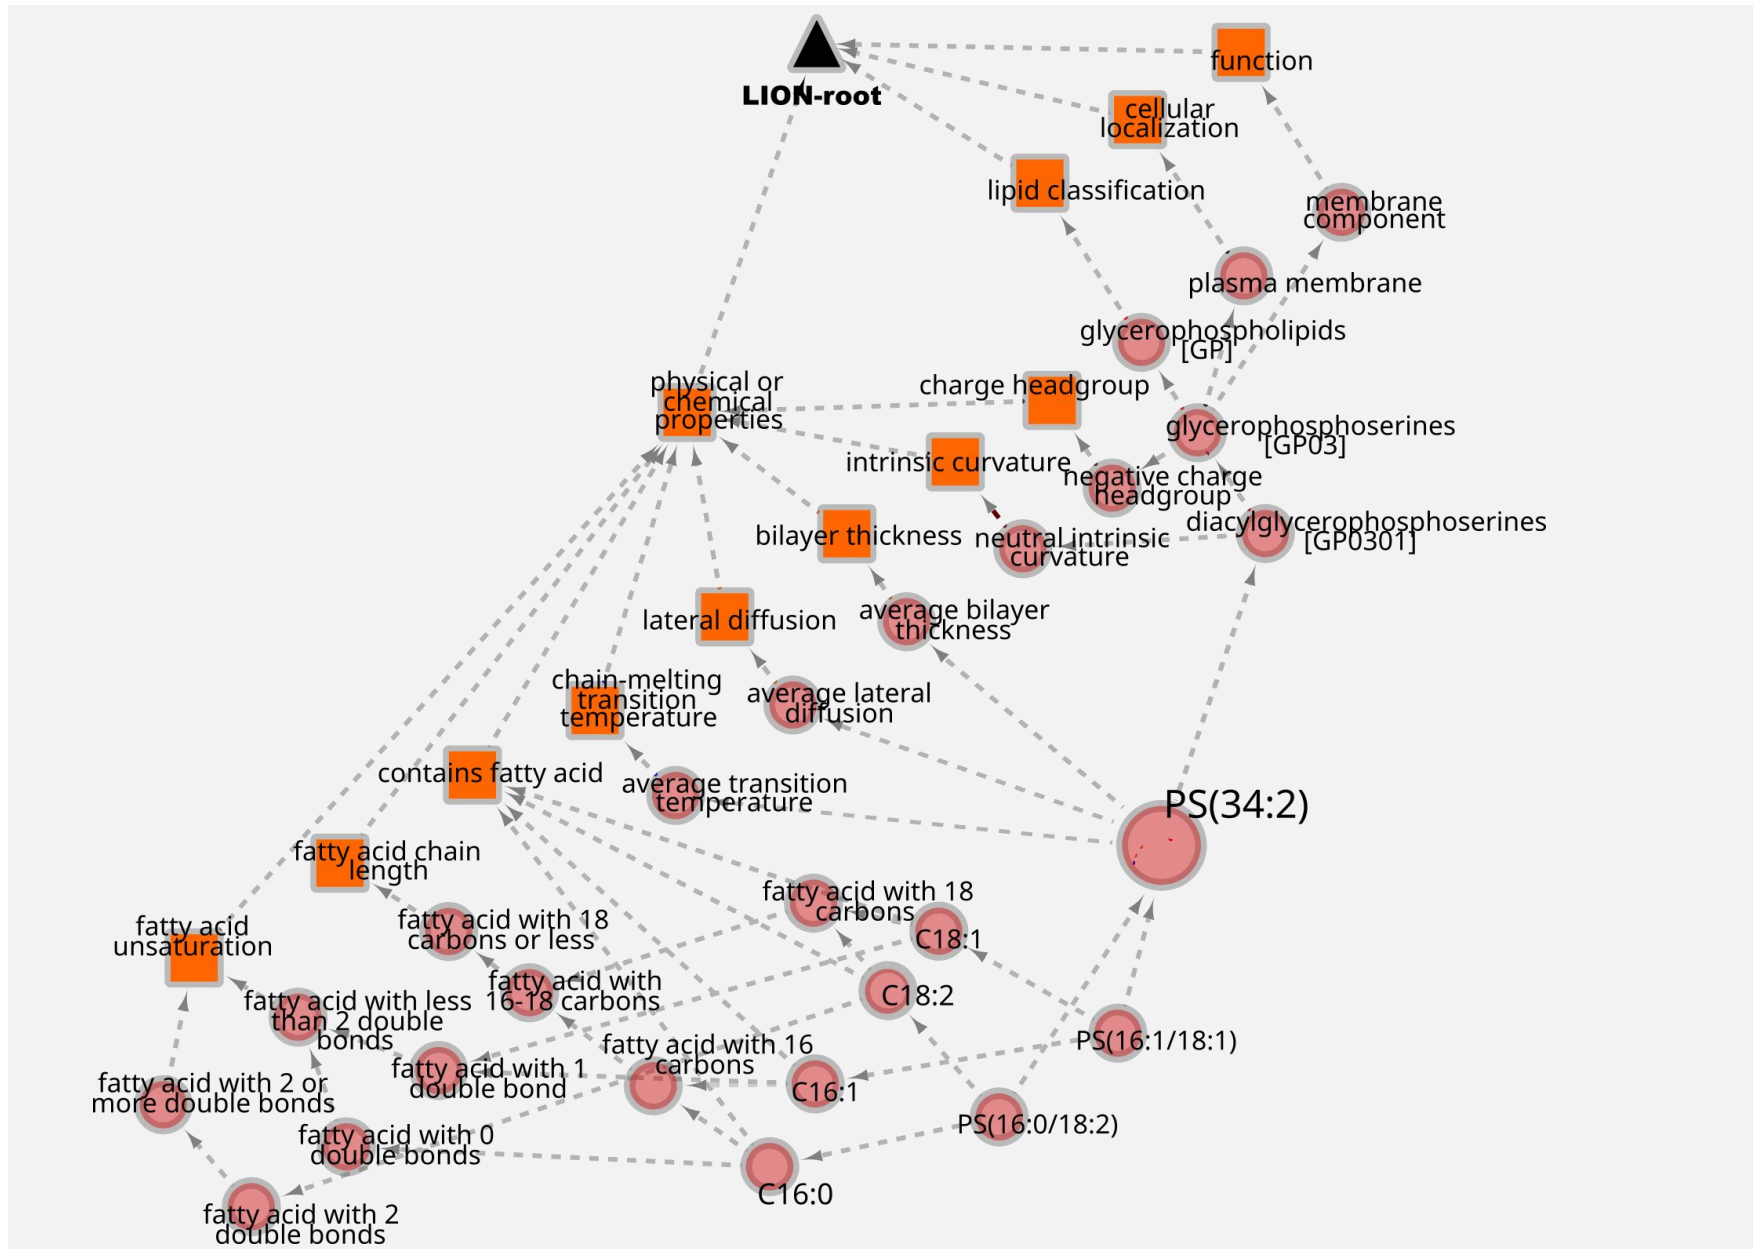 LION-root
function
cellular
localization
lipid classification
membrane
component
plasma membrane
glycerophospholipids
[GP]
physical or
chemical
properties
charge headgroup
glycerophosphoserines
[GP03]
intrinsic curvature
negative charge
headgroup
bilayer thickness
neutral intrinsic
curvature
diacylglycerophosphoserines
[GP0301]
lateral diffusion
average bilayer
thickness
chain-melting
transition
temperature
average lateral
diffusion
contains fatty acid
average transition
temperature
PS(34:2)
fatty acid chain
length
fatty acid with 18
carbons
fatty acid
unsaturation
fatty acid with 18
carbons or less
C18:1
fatty acid with
16-18 carbons
C18:2
fatty acid with less
than 2 double
bonds
fatty acid with 16
carbons
PS(16:1/18:1)
fatty acid with 1
double bond
C16:1
fatty acid with 2 or
more double bonds
PS(16:0/18:2)
fatty acid with 0
double bonds
C16:0
fatty acid with 2
double bonds